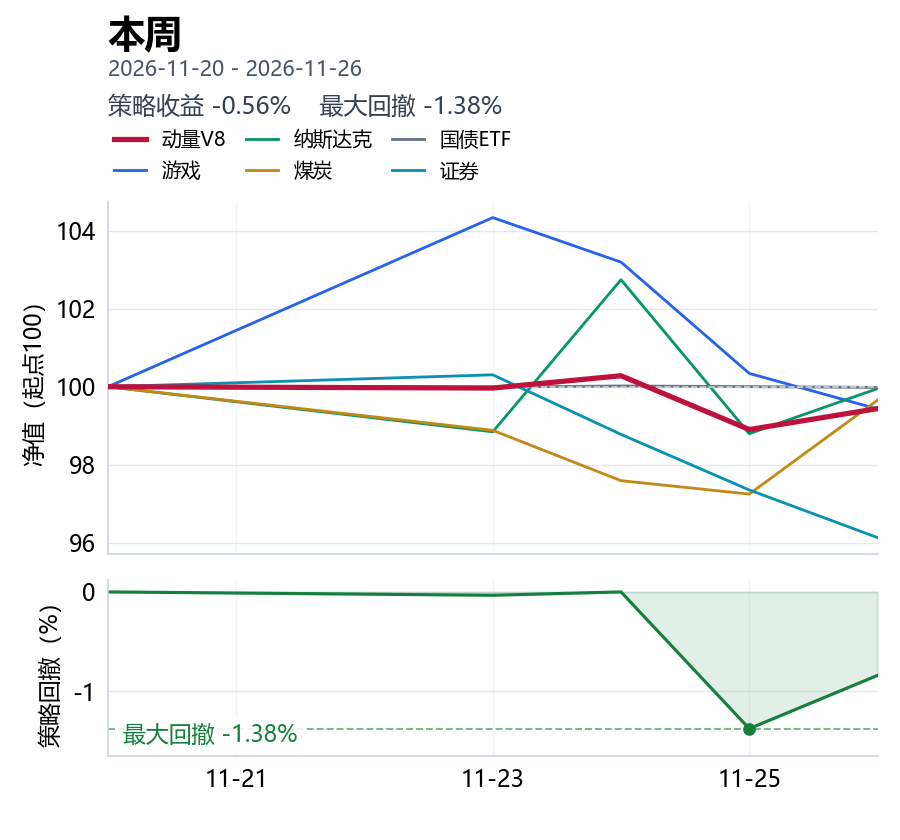 本周
2026-11-20 - 2026-11-26
策略收益 -0.56% 最大回撤 -1.38%
动量V8 纳斯达克 国债ETF
游戏 煤炭 证券
净值（起点100）
104
102
100
98
96
策略回撤（%）
0
-1
最大回撤 -1.38%
11-21 11-23 11-25